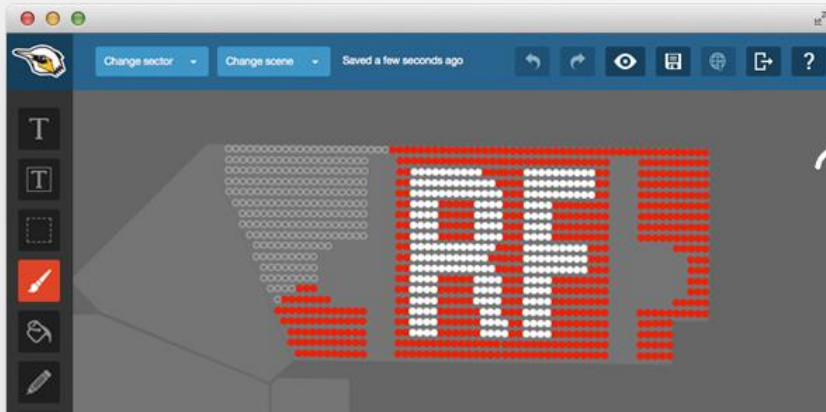 Change sector
Change scene
Saved a few seconds ago
?
T
T
RF